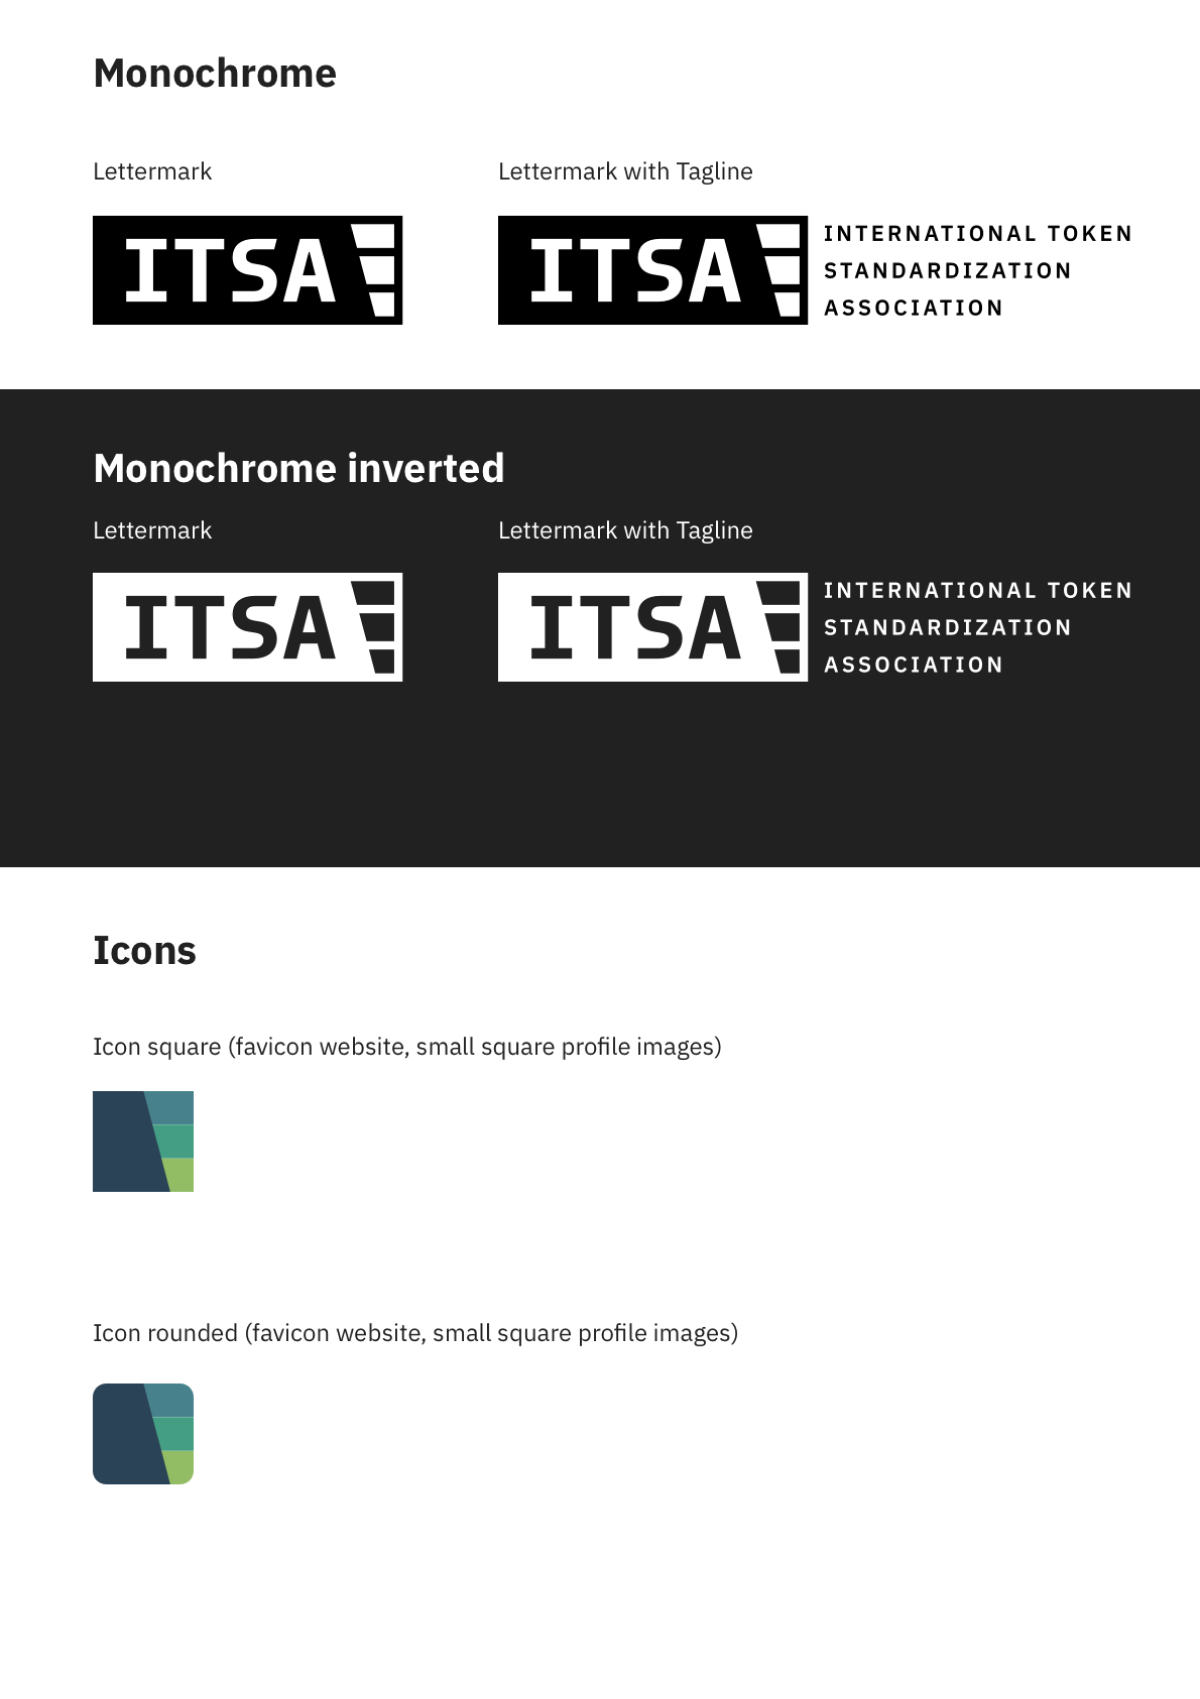 Monochrome
Lettermark
Lettermark with Tagline
ITSA
ITSA
INTERNATIONAL TOKEN
STANDARDIZATION
ASSOCIATION
Monochrome inverted
Lettermark
Lettermark with Tagline
ITSA
ITSA
INTERNATIONAL TOKEN
STANDARDIZATION
ASSOCIATION
Icons
Icon square (favicon website, small square profile images)
Icon rounded (favicon website, small square profile images)